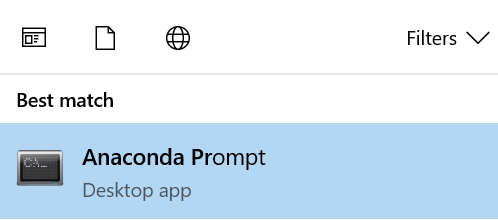 Filters
Best match
Anaconda Prompt
Desktop app